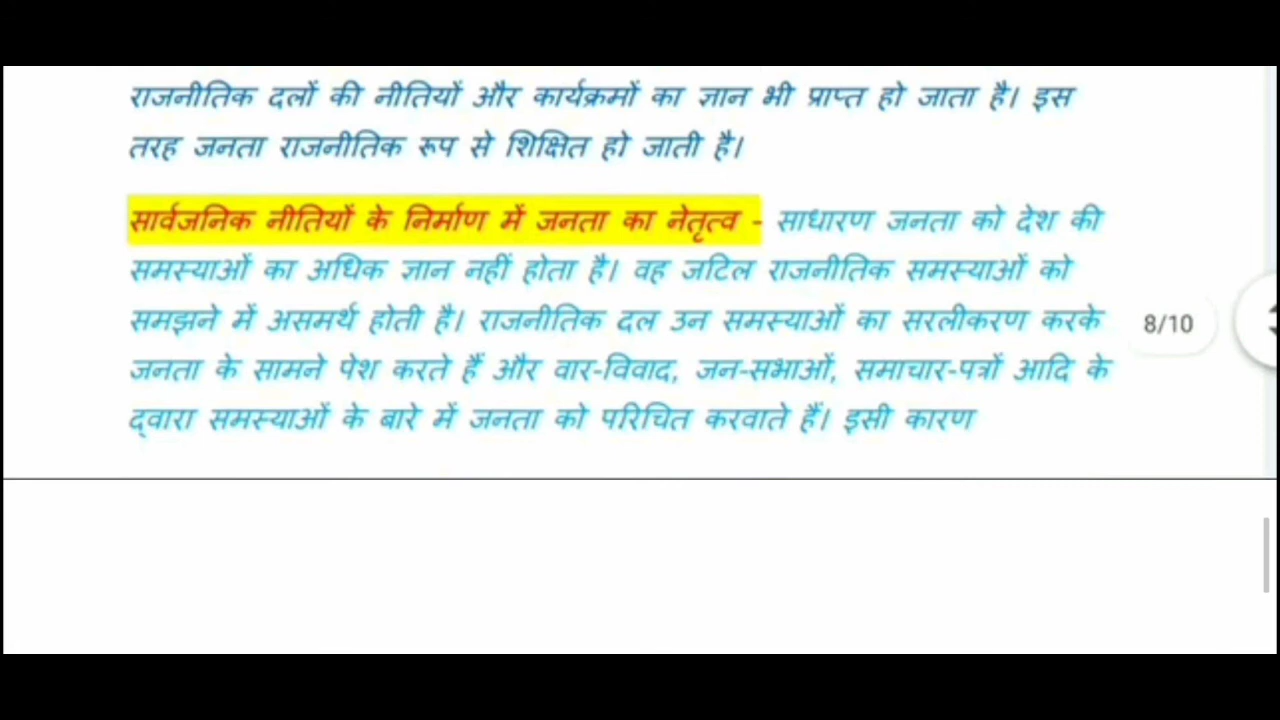 राजनीतिक दलों की नीतियों और कार्यक्रमों का ज्ञान भी प्राप्त हो जाता है। इस
तरह जनता राजनीतिक रूप से शिक्षित हो जाती है।
सार्वजनिक नीतियों के निर्माण में जनता का नेतृत्व - साधारण जनता को देश की
समस्याओं का अधिक ज्ञान नहीं होता है। वह जटिल राजनीतिक समस्याओं को
समझने में असमर्थ होती है। राजनीतिक दल उन समस्याओं का सरलीकरण करके
जनता के सामने पेश करते हैं और वार-विवाद, जन-सभाओं, समाचार-पत्रों आदि के
द्वारा समस्याओं के बारे में जनता को परिचित करवाते हैं। इसी कारण
8/10